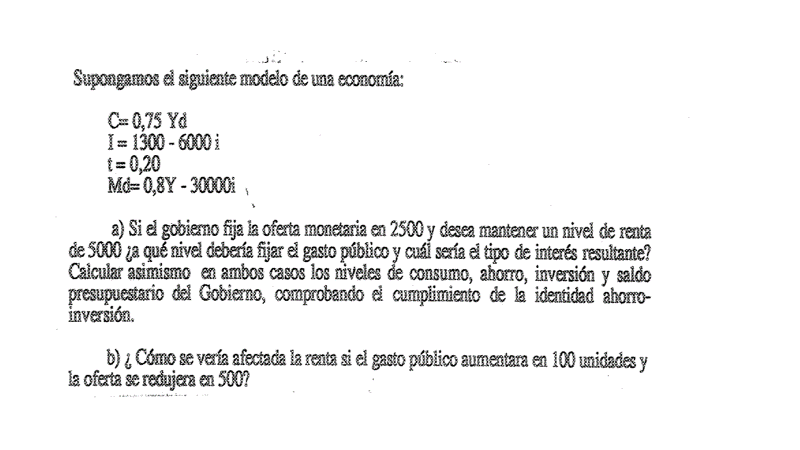 Supongamos el siguiente modelo de una economía:
C= 0,75 Yd
I = 1300 - 6000 i
t = 0,20
Md= 0,8Y - 30000i
a) Si el gobierno fija la oferta monetaria en 2500 y desea mantener un nivel de renta
de 5000 ¿a qué nivel debería fijar el gasto público y cuál sería el tipo de interés resultante?
Calcular asimismo en ambos casos los niveles de consumo, ahorro, inversión y saldo
presupuestario del Gobierno, comprobando el cumplimiento de la identidad ahorro-
inversión.
b) ¿ Cómo se vería afectada la renta si el gasto público aumentara en 100 unidades y
la oferta se redujera en 500?